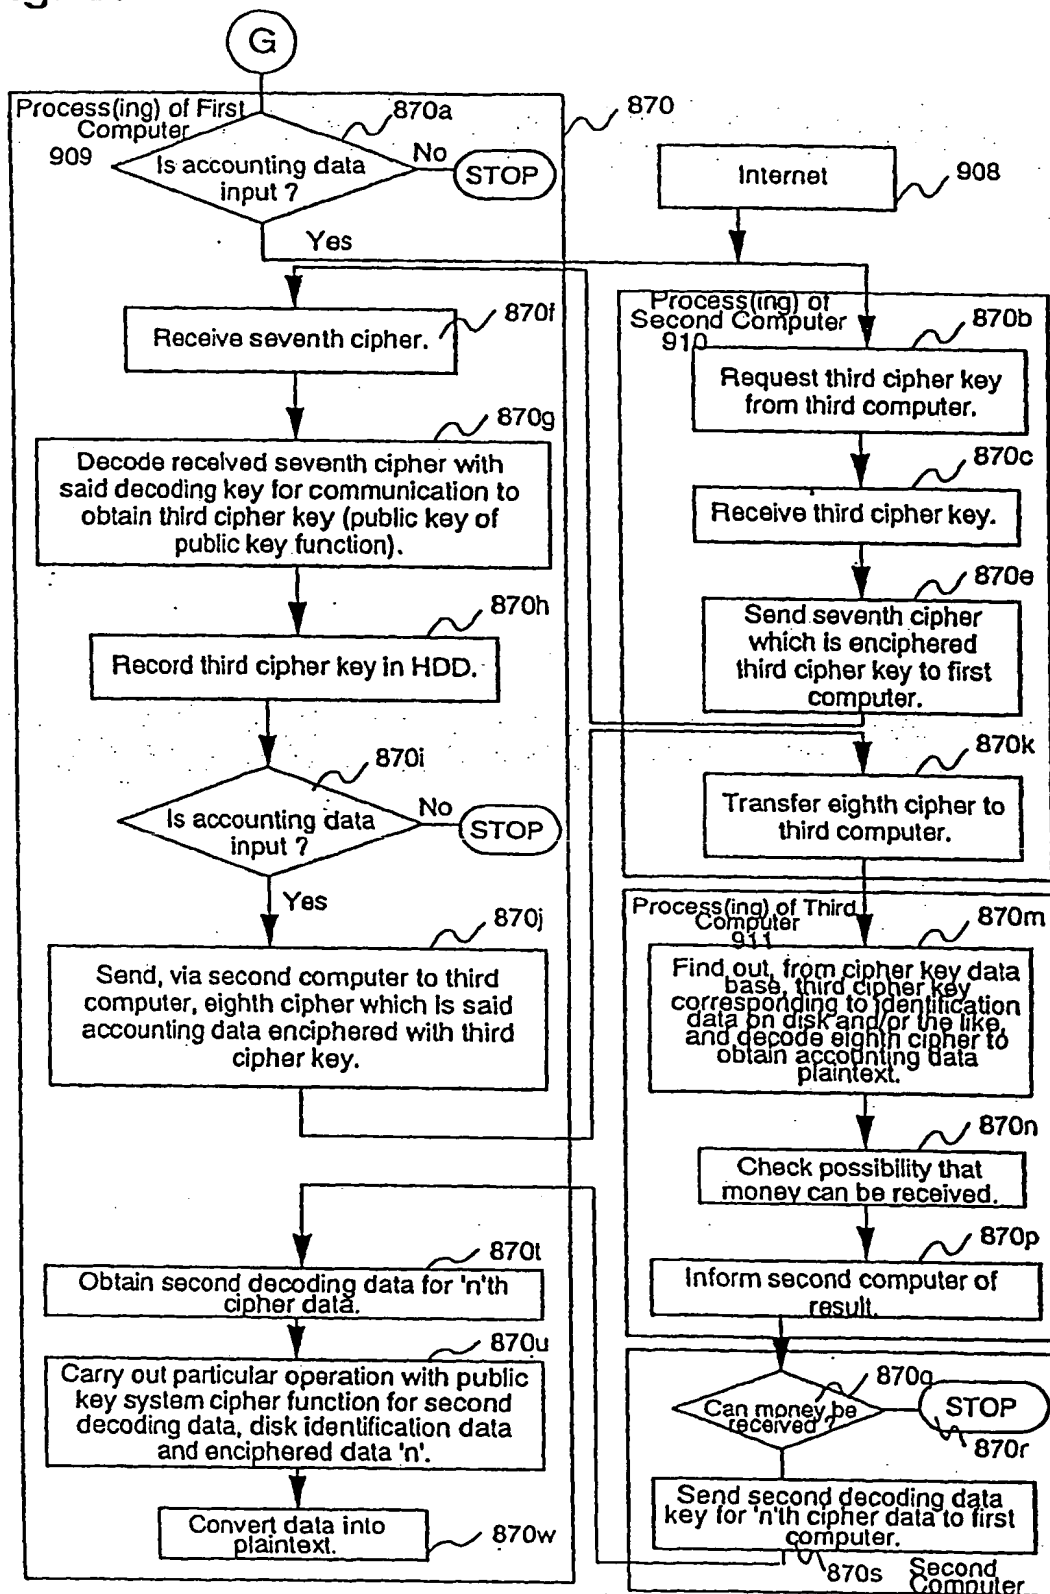 G
Process(ing) of First
Computer
909
870a
870
Is accounting data
input ?
No
STOP
Yes
Internet
908
870f
Receive seventh cipher.
Process(ing) of
Second Computer
910
870b
Request third cipher key
from third computer.
870g
Decode received seventh cipher with
said decoding key for communication to
obtain third cipher key (public key of
public key function).
870c
Receive third cipher key.
870e
Send seventh cipher
which is enciphered
third cipher key to first
computer.
870h
Record third cipher key in HDD.
870i
Is accounting data
input ?
No
STOP
Yes
870k
Transfer eighth cipher to
third computer.
870j
Send, via second computer to third
computer, eighth cipher which is said
accounting data enciphered with third
cipher key.
Process(ing) of Third
Computer
911
870m
Find out, from cipher key data
base, third cipher key
corresponding to identification
data on disk and/or the like,
and decode eighth cipher to
obtain accounting data
plaintext.
870n
Check possibility that
money can be received.
870p
Inform second computer of
result.
870t
Obtain second decoding data for 'n'th
cipher data.
870u
Carry out particular operation with public
key system cipher function for second
decoding data, disk identification data
and enciphered data 'n'.
870q
Can money be
received ?
STOP
870r
Send second decoding data
key for 'n'th cipher data to first
computer.
870s
Second
Computer
Convert data into
plaintext.
870w